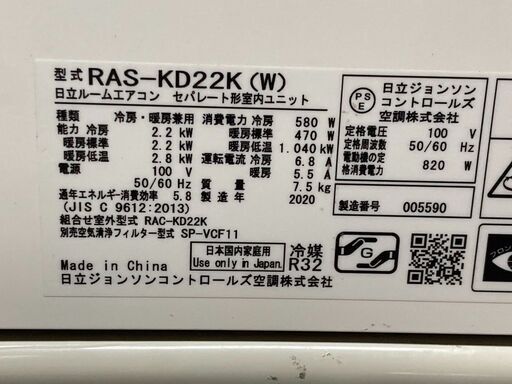 型式 RAS-KD22K (W)
日立ルームエアコン セパレート形室内ユニット
種類 冷房・暖房兼用 消費電力 冷房 580 W
能力 冷房 2.2 kW 暖房標準 470 W
暖房標準 2.2 kW 暖房低温 1.040 kW
暖房低温 2.8 kW 運転電流 冷房 6.8 A
電源 100 V 暖房 5.5 A
50/60 Hz 質量 7.5kg
通年エネルギー消費効率 5.8 製造年 2020
(JIS C 9612:2013)
組合せ室外型式 RAC-KD22K
別売空気清浄フィルター型式 SP-VCF11
日本国内家庭用
Use only in Japan.
冷媒
R32
Made in China
日立ジョンソンコントロールズ空調株式会社
PS
E
日立ジョンソン
コントロールズ
空調株式会社
定格電圧 100 V
定格周波数 50/60 Hz
電動機の定
格消費電力 820 W
製造番号 005590
G
フロン